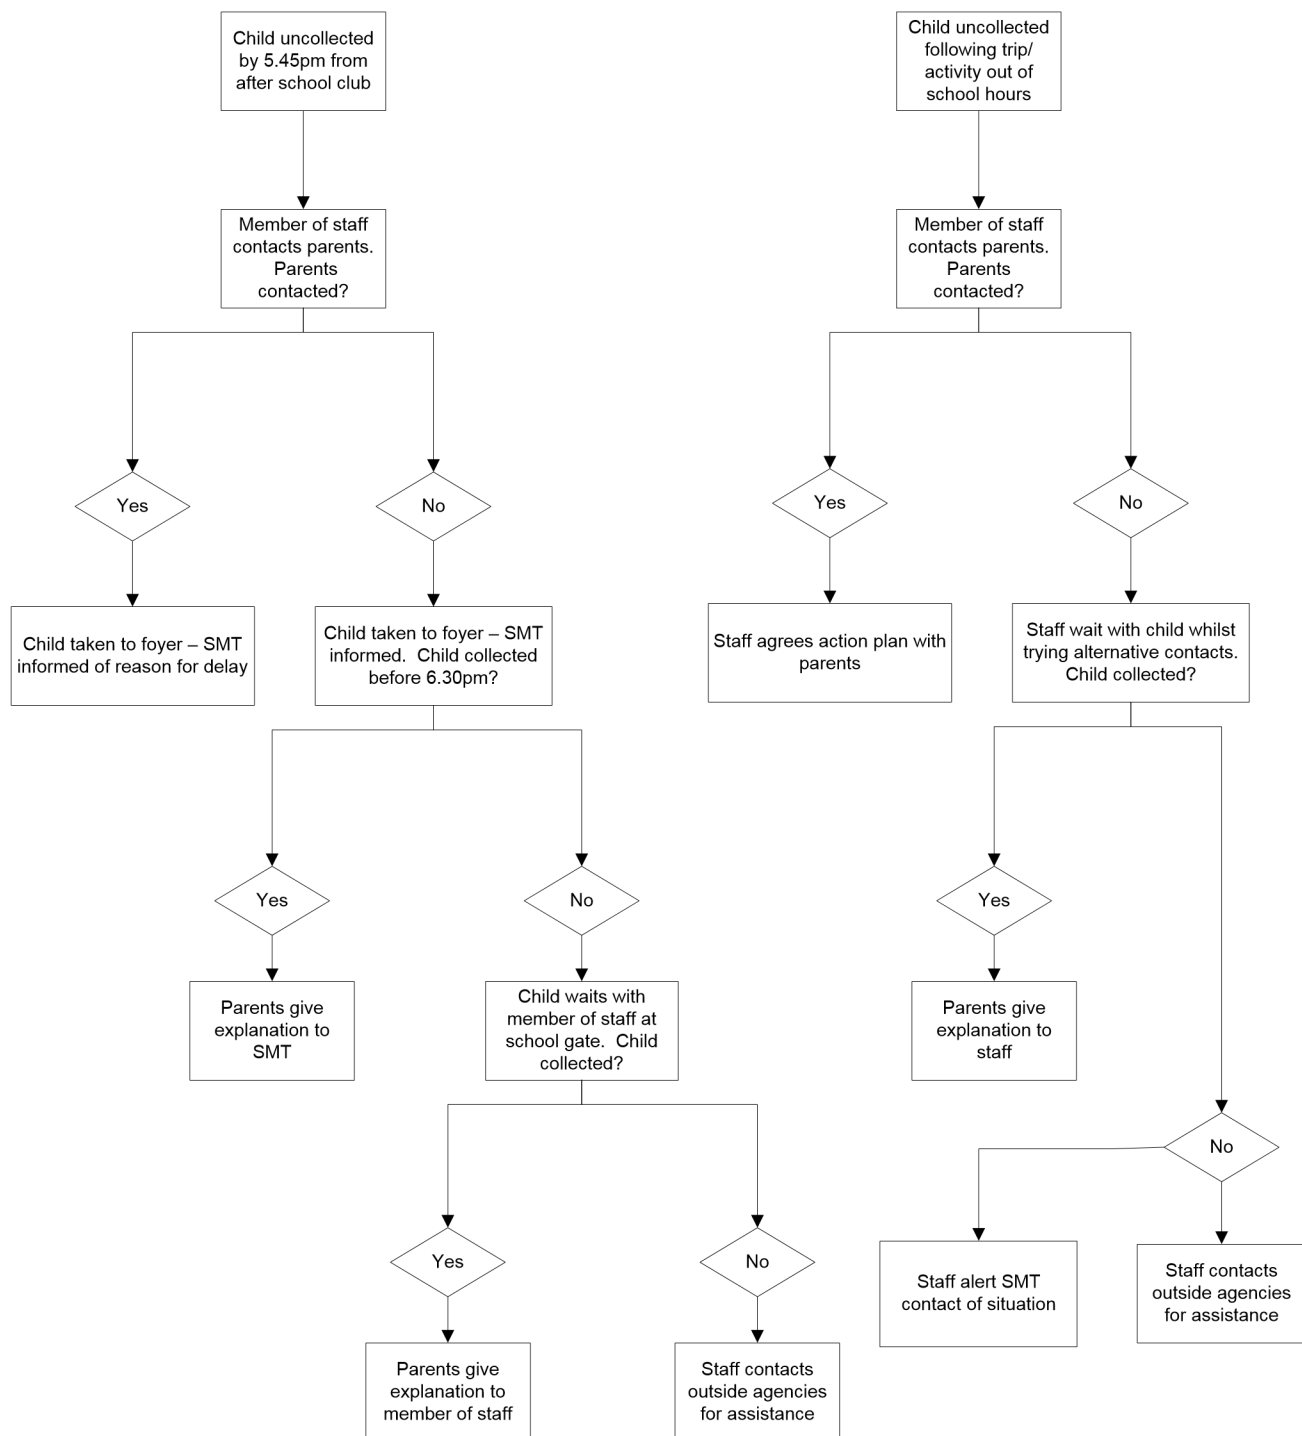 Child uncollected
by 5.45pm from
after school club
Child uncollected
following trip/
activity out of
school hours
Member of staff
contacts parents.
Parents
contacted?
Member of staff
contacts parents.
Parents
contacted?
Yes
No
Yes
No
Child taken to foyer – SMT
informed of reason for delay
Child taken to foyer – SMT
informed.  Child collected
before 6.30pm?
Staff agrees action plan with
parents
Staff wait with child whilst
trying alternative contacts.
Child collected?
Yes
No
Yes
Parents give
explanation to
SMT
Child waits with
member of staff at
school gate.  Child
collected?
Parents give
explanation to
staff
No
Yes
No
Staff alert SMT
contact of situation
Staff contacts
outside agencies
for assistance
Parents give
explanation to
member of staff
Staff contacts
outside agencies
for assistance